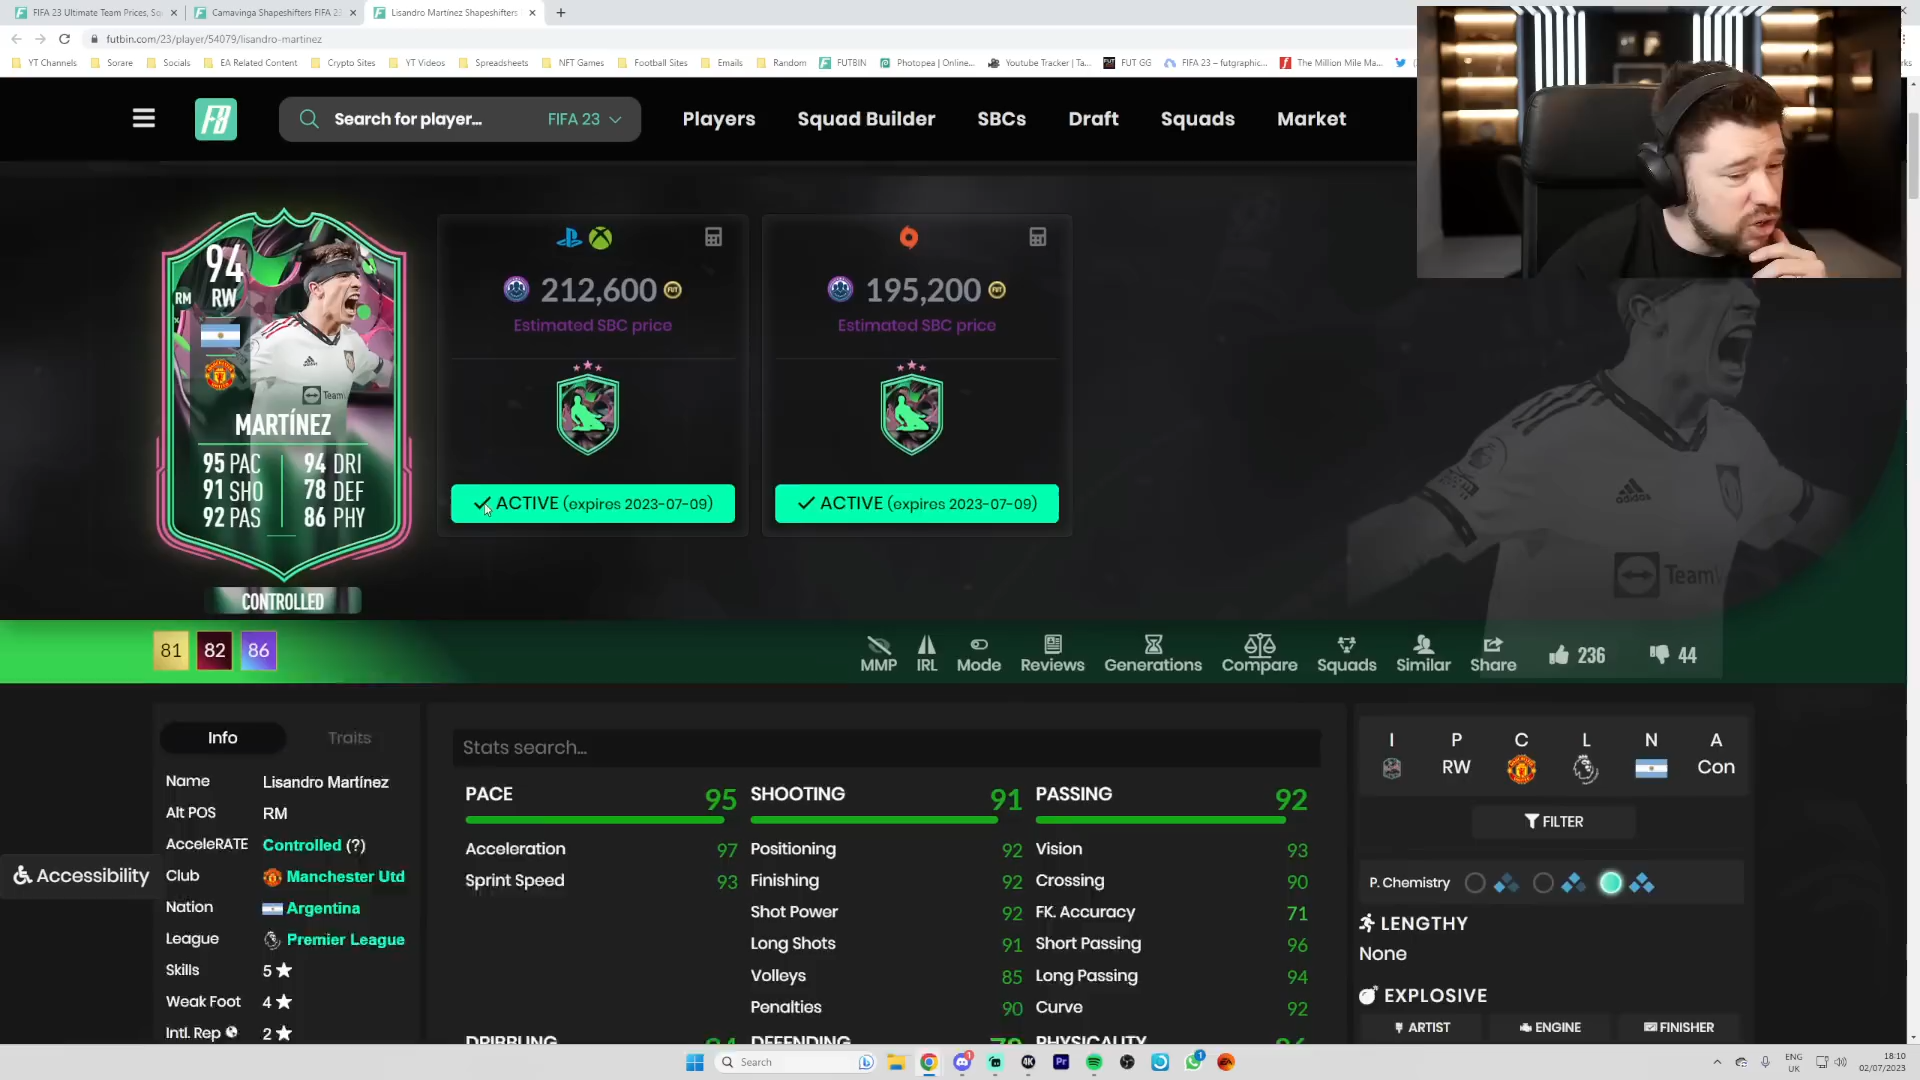 FIFA 23 Ultimate Team Prices, Sq
Camavinga Shapeshifters FIFA 23
Lisandro Martínez Shapeshifters
futbin.com/23/player/54079/lisandro-martinez
YT Channels
Sorare
Socials
EA Related Content
Crypto Sites
YT Videos
Spreadsheets
NFT Games
Football Sites
Emails
Random
FUTBIN
Photopea | Online...
Youtube Tracker | Ta...
FUT GG
FIFA 23 – futgraphic...
The Million Mile Ma...
Search for player...
FIFA 23
Players
Squad Builder
SBCs
Draft
Squads
Market
94
RW
RM
MARTÍNEZ
95 PAC
94 DRI
91 SHO
78 DEF
92 PAS
86 PHY
CONTROLLED
212,600
Estimated SBC price
ACTIVE (expires 2023-07-09)
195,200
Estimated SBC price
ACTIVE (expires 2023-07-09)
Team
81
82
86
MMP
IRL
Mode
Reviews
Generations
Compare
Squads
Similar
Share
236
44
Info
Traits
Name Lisandro Martínez
Alt POS RM
AcceleRATE Controlled (?)
Club Manchester Utd
Nation Argentina
League Premier League
Skills 5
Weak Foot 4
Intl. Rep 2
Accessibility
Stats search...
PACE 95
Acceleration 97
Sprint Speed 93
SHOOTING 91
Positioning 92
Finishing 92
Shot Power 92
Long Shots 91
Volleys 85
Penalties 90
PASSING 92
Vision 93
Crossing 90
FK. Accuracy 71
Short Passing 96
Long Passing 94
Curve 92
DRIBBLING
DEFENDING
PHYSICALITY
I
P
C
L
N
A
RW
Con
FILTER
P. Chemistry
LENGTHY
None
EXPLOSIVE
ARTIST
ENGINE
FINISHER
Search
ENG
UK
18:10
02/07/2023